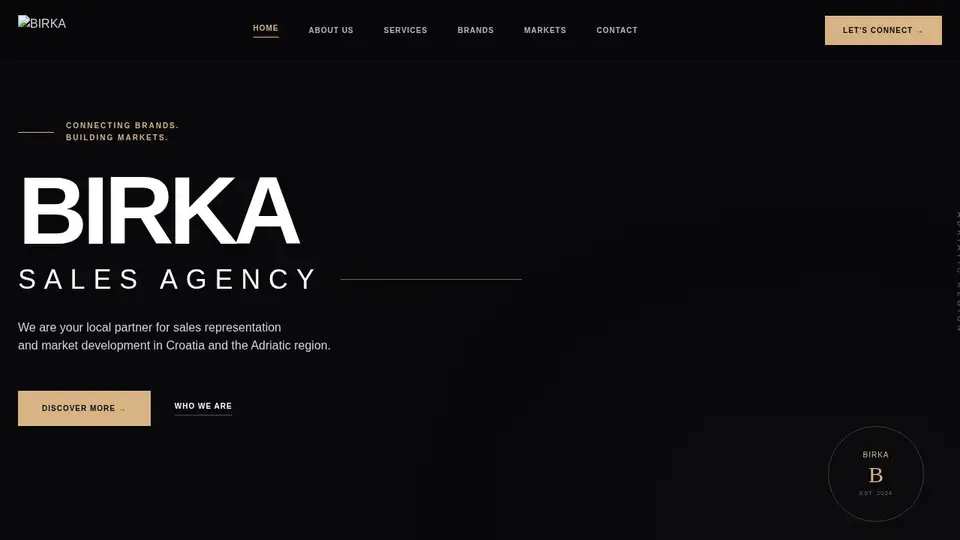 BIRKA
HOME
ABOUT US
SERVICES
BRANDS
MARKETS
CONTACT
LET'S CONNECT →
CONNECTING BRANDS.
BUILDING MARKETS.
BIRKA
SALES AGENCY
We are your local partner for sales representation
and market development in Croatia and the Adriatic region.
DISCOVER MORE →
WHO WE ARE
BIRKA
B
EST. 2024